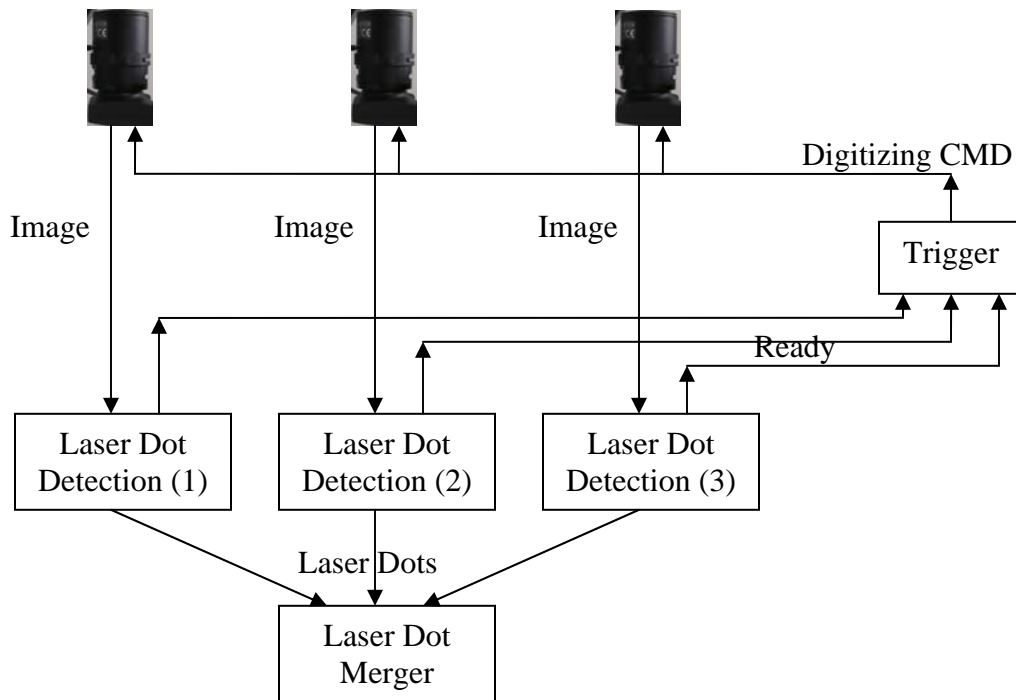 Digitizing CMD
Image
Image
Image
Trigger
Ready
Laser Dot
Detection (1)
Laser Dot
Detection (2)
Laser Dot
Detection (3)
Laser Dots
Laser Dot
Merger